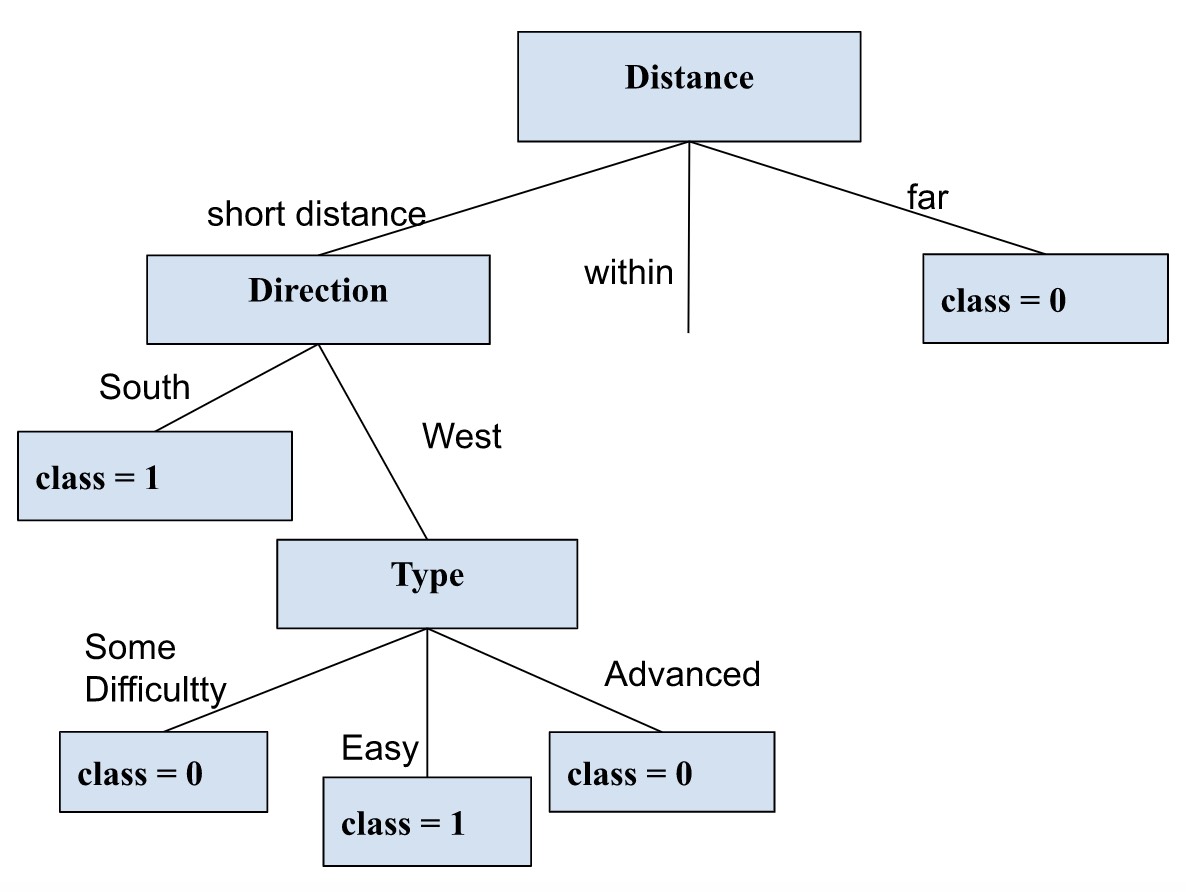 Distance
short distance
within
far
Direction
class = 0
South
West
class = 1
Type
Some
Difficultty
Easy
Advanced
class = 0
class = 1
class = 0